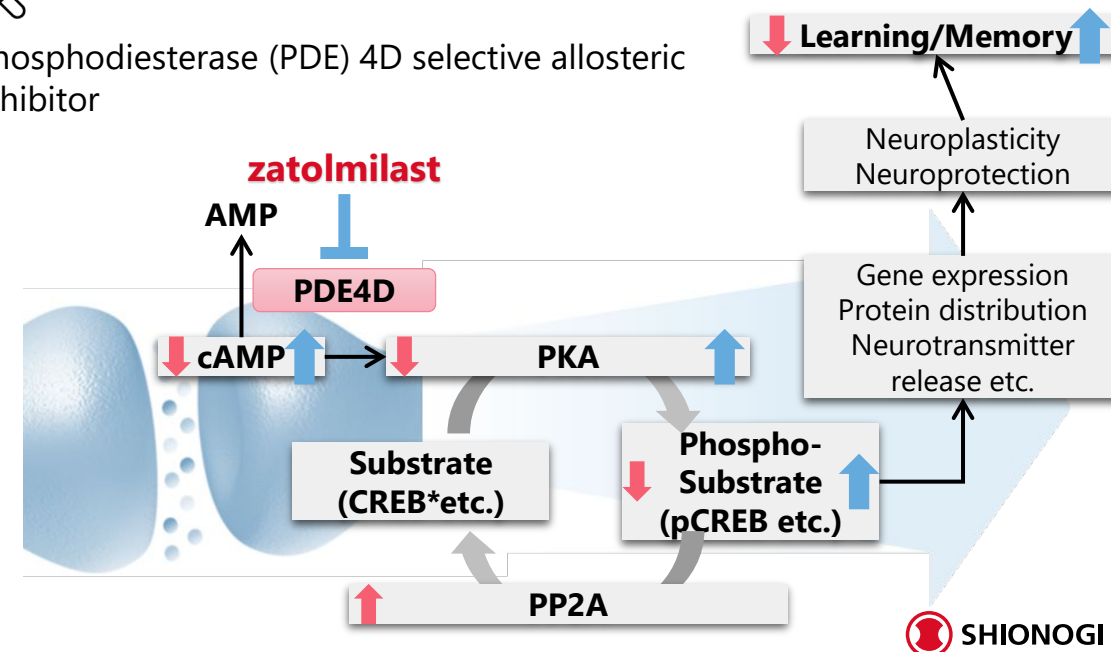 hosphodiesterase (PDE) 4D selective allosteric
hibitor
Learning/Memory
Neuroplasticity
Neuroprotection
zatolmilast
AMP
PDE4D
Gene expression
Protein distribution
Neurotransmitter
release etc.
cAMP
PKA
Substrate
(CREB*etc.)
Phospho-
Substrate
(pCREB etc.)
PP2A
SHIONOGI